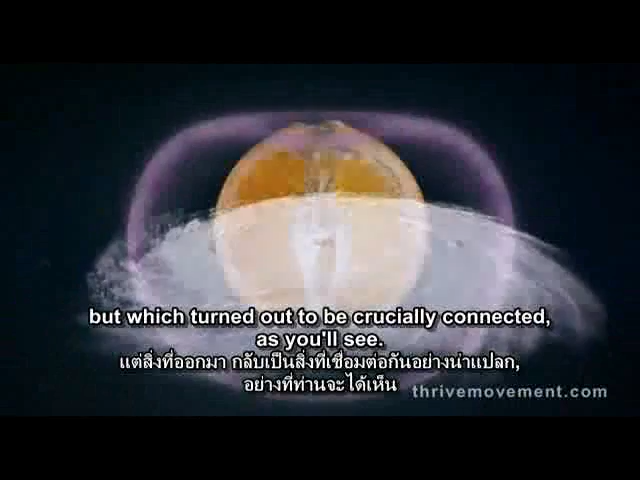 but which turned out to be crucially connected,
as you'll see.
แต่สิ่งที่ออกมา กลับเป็นสิ่งที่เชื่อมต่อกันอย่างน่าแปลก,
อย่างที่ท่านจะได้เห็น
thrivemovement.com